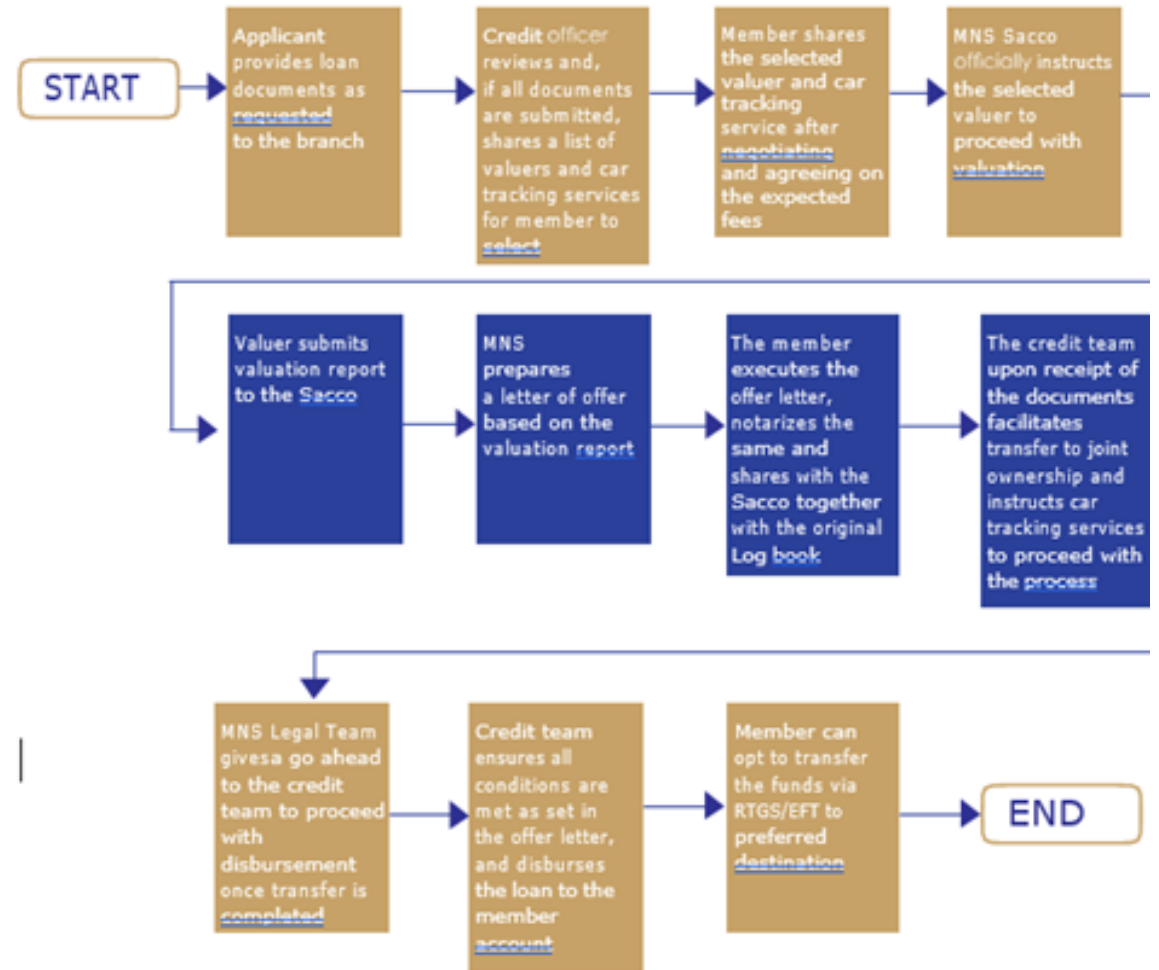 START
Applicant
provides loan
documents as
requested
to the branch
Credit officer
reviews and,
if all documents
are submitted,
shares a list of
valuers and car
tracking services
for member to
select
Member shares
the selected
valuer and car
tracking
service after
negotiating
and agreeing on
the expected
fees
MNS Sacco
officially instructs
the selected
valuer to
proceed with
valuation
Valuer submits
valuation report
to the Sacco
MNS
prepares
a letter of offer
based on the
valuation report
The member
executes the
offer letter,
notarizes the
same and
shares with the
Sacco together
with the original
Log book
The credit team
upon receipt of
the documents
facilitates
transfer to joint
ownership and
instructs car
tracking services
to proceed with
the process
MNS Legal Team
givesa go ahead
to the credit
team to proceed
with
disbursement
once transfer is
completed
Credit team
ensures all
conditions are
met as set in
the offer letter,
and disburses
the loan to the
member
account
Member can
opt to transfer
the funds via
RTGS/EFT to
preferred
destination
END